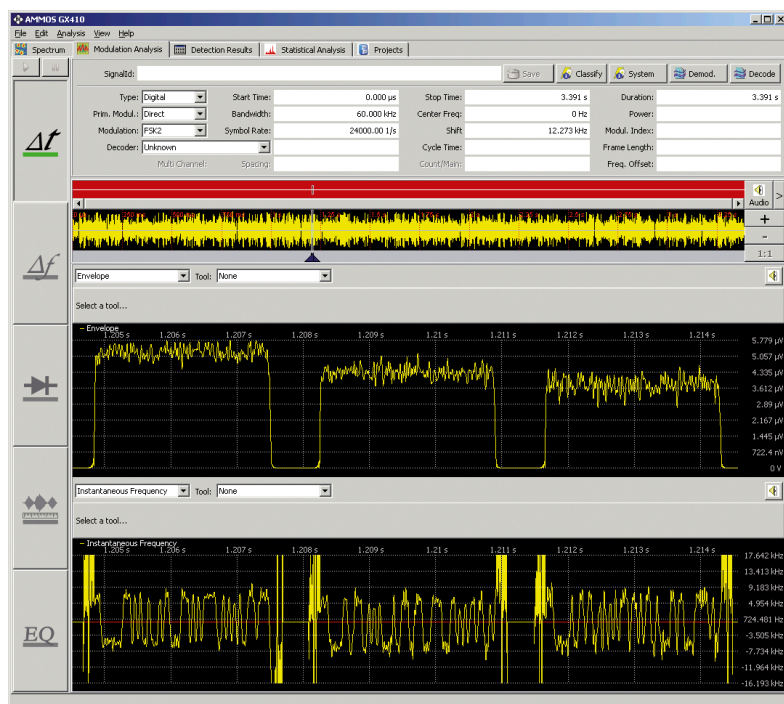 AMMOS GX410
File Edit Analysis View Help
Spectrum Modulation Analysis Detection Results Statistical Analysis Projects
SignalId: Save Classify System Demod. Decode
Type: Digital Start Time: 0.000 µs Stop Time: 3.391 s Duration: 3.391 s
Prim. Modul.: Direct Bandwidth: 60.000 kHz Center Freq: 0 Hz Power:
Modulation: FSK2 Symbol Rate: 24000.00 1/s Shift 12.273 kHz Modul. Index:
Decoder: Unknown Cycle Time: Frame Length:
Multi Channel: Spacing: Count/Main: Freq. Offset:
Δt
Audio >
+
-
1:1
Δf
Envelope Tool: None
Select a tool...
Envelope
1.205 s 1.206 s 1.207 s 1.208 s 1.209 s 1.21 s 1.211 s 1.212 s 1.213 s 1.214 s
5.779 µV
5.057 µV
4.335 µV
3.612 µV
2.89 µV
2.167 µV
1.445 µV
722.4 nV
0 V
Instantaneous Frequency Tool: None
Select a tool...
Instantaneous Frequency
1.205 s 1.206 s 1.207 s 1.208 s 1.209 s 1.21 s 1.211 s 1.212 s 1.213 s 1.214 s
17.642 kHz
13.413 kHz
9.183 kHz
4.954 kHz
724.481 Hz
-3.505 kHz
-7.734 kHz
-11.964 kHz
-16.193 kHz
EQ